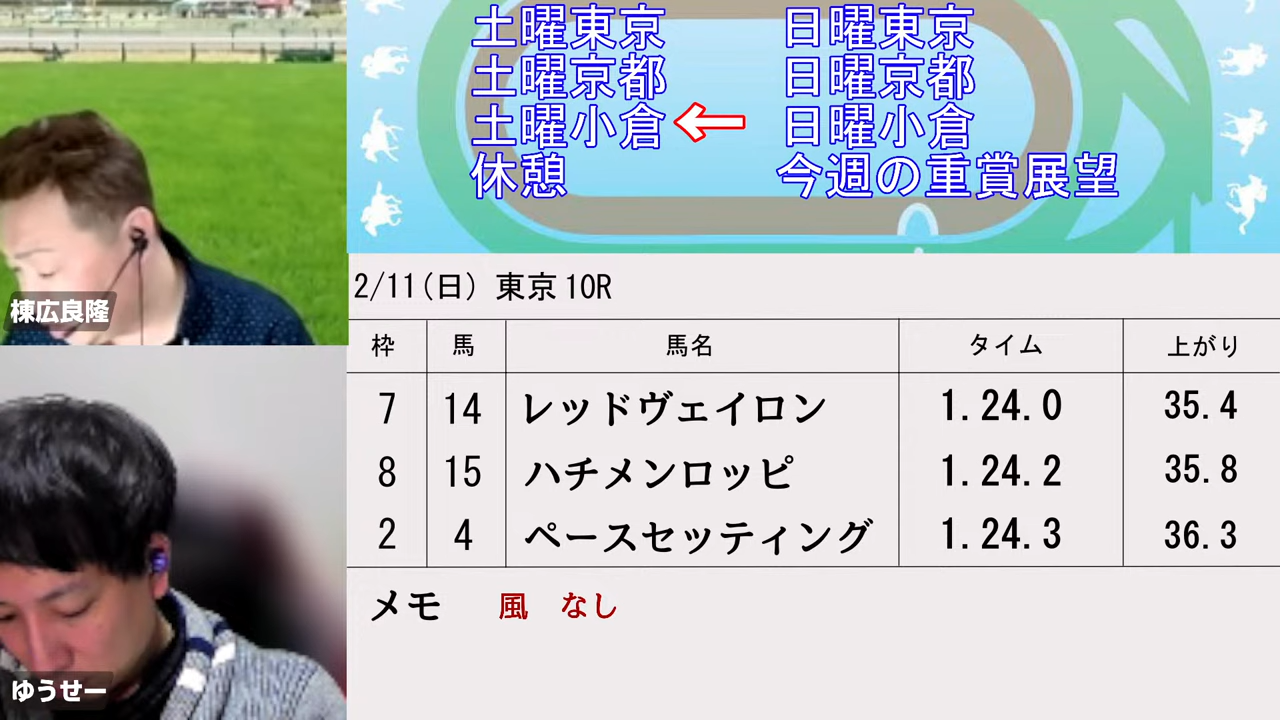 土曜東京 日曜東京
土曜京都 日曜京都
土曜小倉 日曜小倉
休憩 今週の重賞展望
棟広良隆
2/11(日) 東京10R
枠 馬 馬名 タイム 上がり
7 14 レッドヴェイロン 1.24.0 35.4
8 15 ハチメンロッピ 1.24.2 35.8
2 4 ペースセッティング 1.24.3 36.3
メモ 風 なし
ゆうせー